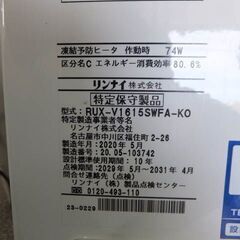 凍結予防ヒータ 作動時 74W
区分名C エネルギー消費効率80.6%
リンナイ株式会社
特定保守製品
型式: RUX-V1615SWFA-KO
特定製造事業者等名
リンナイ株式会社
名古屋市中川区福住町2-26
製造年月 2020年 5月
製造番号 20.05-103742
設計標準使用期間 10年
点検期間 2029年 5月~2031年 4月
問合せ連絡先(点検)
リンナイ(株)製品点検センター
0120-493-110
23-0229